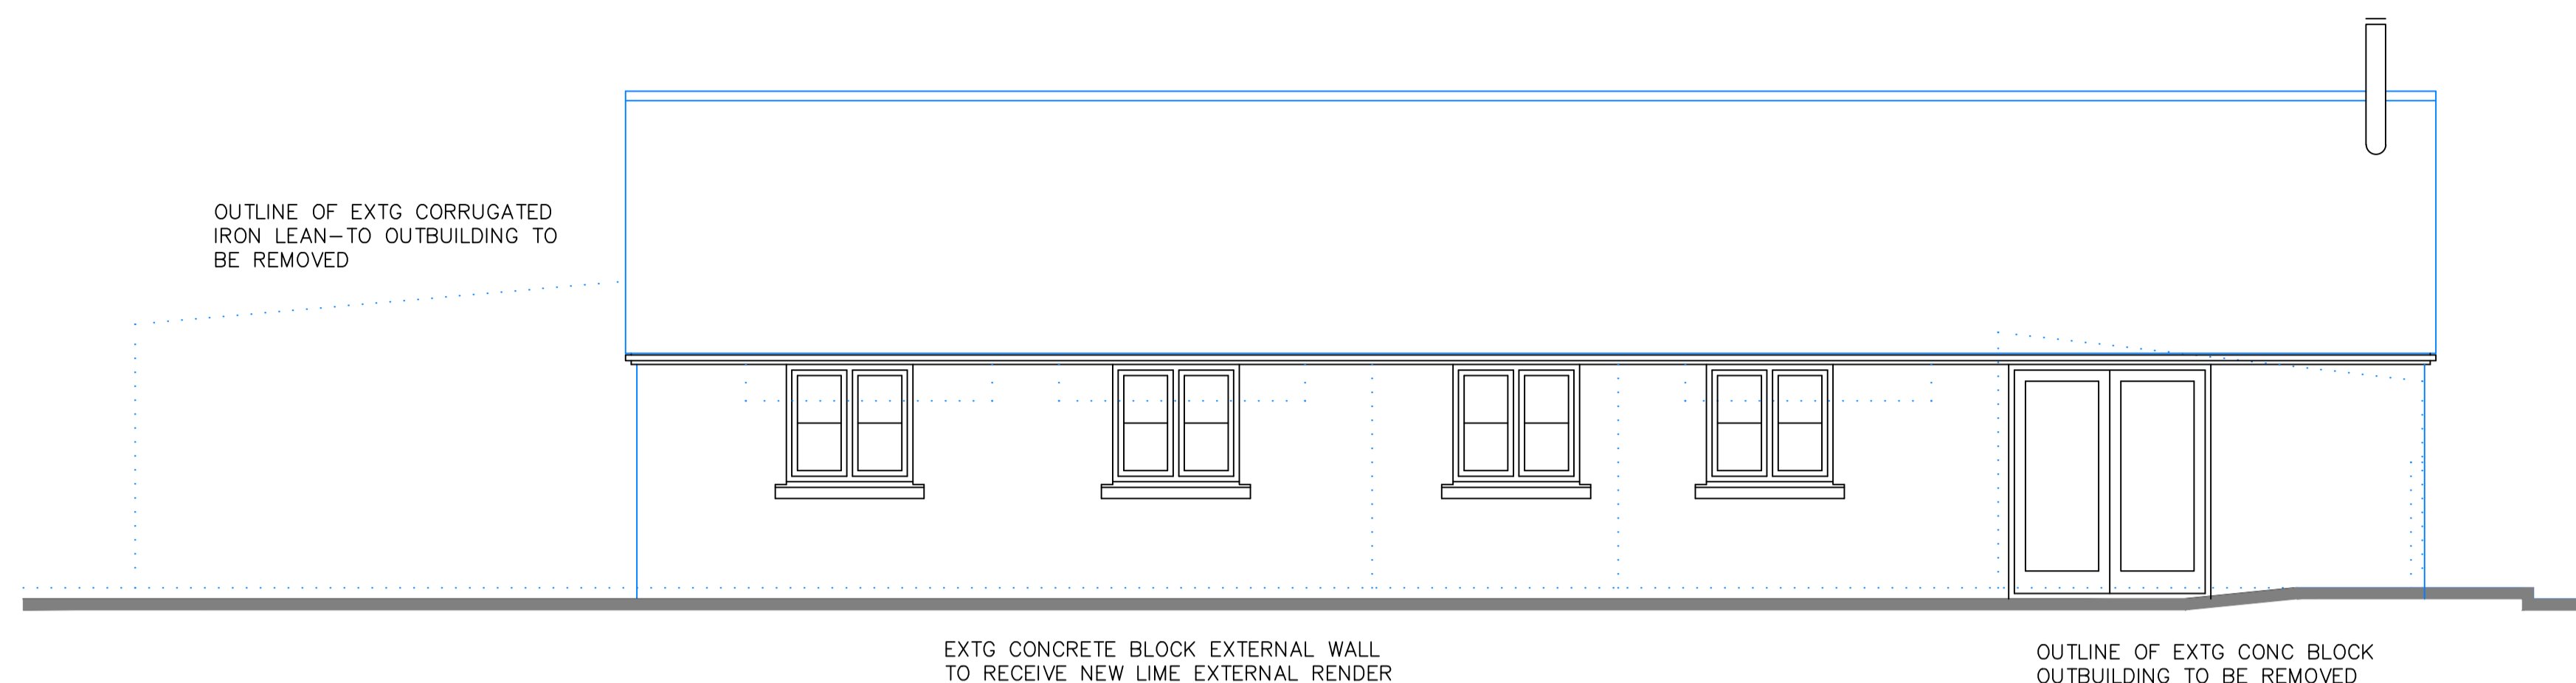 OUTLINE OF EXTG CORRUGATED
IRON LEAN-TO OUTBUILDING TO
BE REMOVED
EXTG CONCRETE BLOCK EXTERNAL WALL
TO RECEIVE NEW LIME EXTERNAL RENDER
OUTLINE OF EXTG CONC BLOCK
OUTBUILDING TO BE REMOVED